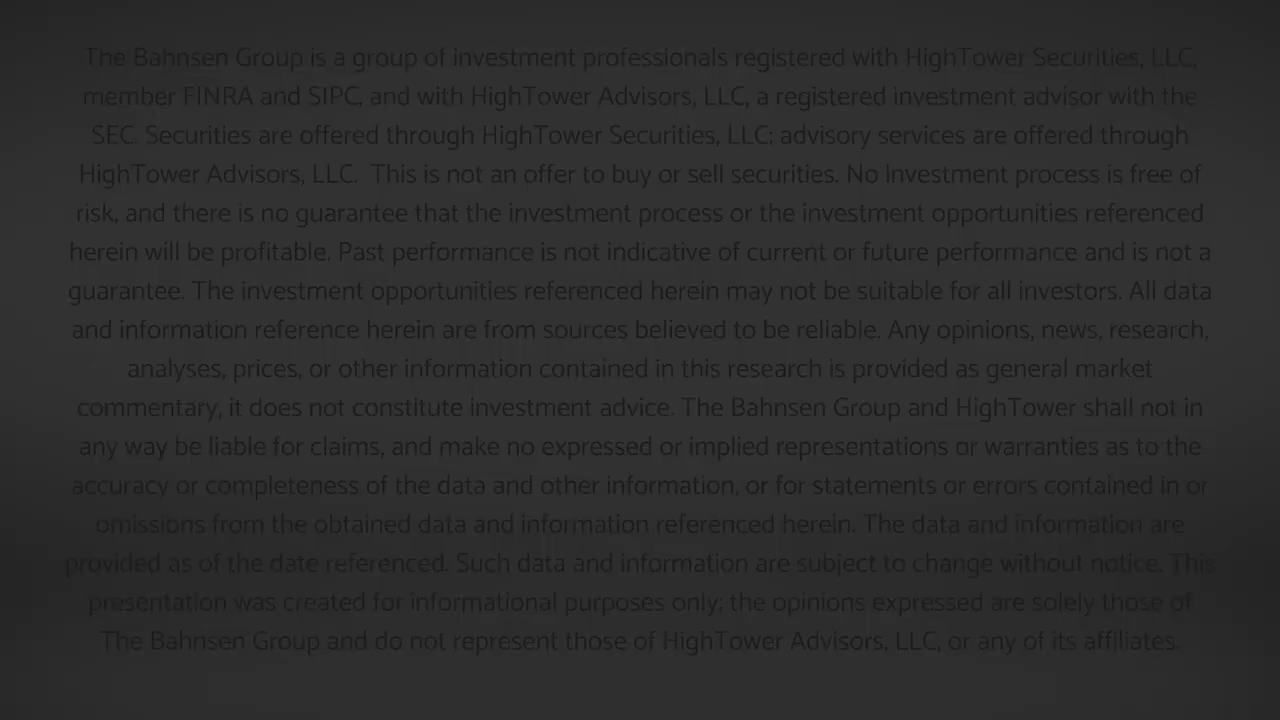 The Bahnsen Group is a group of investment professionals registered with HighTower Securities, LLC,
member FINRA and SIPC, and with HighTower Advisors, LLC, a registered investment advisor with the
SEC. Securities are offered through HighTower Securities, LLC; advisory services are offered through
HighTower Advisors, LLC.  This is not an offer to buy or sell securities. No Investment process is free of
risk, and there is no guarantee that the investment process or the investment opportunities referenced
herein will be profitable. Past performance is not indicative of current or future performance and is not a
guarantee. The investment opportunities referenced herein may not be suitable for all investors. All data
and information reference herein are from sources believed to be reliable. Any opinions, news, research,
analyses, prices, or other information contained in this research is provided as general market
commentary, it does not constitute investment advice. The Bahnsen Group and HighTower shall not in
any way be liable for claims, and make no expressed or implied representations or warranties as to the
accuracy or completeness of the data and other information, or for statements or errors contained in or
omissions from the obtained data and information referenced herein. The data and information are
provided as of the date referenced. Such data and information are subject to change without notice. This
presentation was created for informational purposes only; the opinions expressed are solely those of
The Bahnsen Group and do not represent those of HighTower Advisors, LLC, or any of its affiliates.